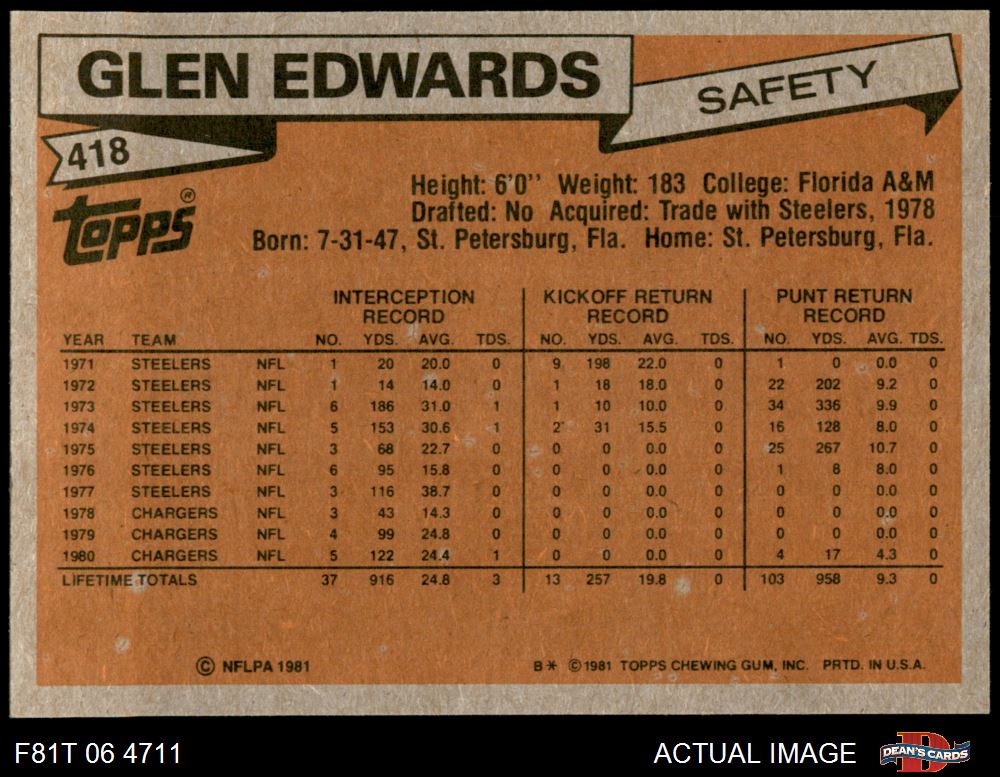 GLEN EDWARDS
SAFETY
418
TOPPS®
Height: 6'0'' Weight: 183 College: Florida A&M
Drafted: No Acquired: Trade with Steelers, 1978
Born: 7-31-47, St. Petersburg, Fla. Home: St. Petersburg, Fla.
INTERCEPTION RECORD KICKOFF RETURN RECORD PUNT RETURN RECORD
YEAR TEAM NO. YDS. AVG. TDS. NO. YDS. AVG. TDS. NO. YDS. AVG. TDS.
1971 STEELERS NFL 1 20 20.0 0 9 198 22.0 0 1 0 0.0 0
1972 STEELERS NFL 1 14 14.0 0 1 18 18.0 0 22 202 9.2 0
1973 STEELERS NFL 6 186 31.0 1 1 10 10.0 0 34 336 9.9 0
1974 STEELERS NFL 5 153 30.6 1 2 31 15.5 0 16 128 8.0 0
1975 STEELERS NFL 3 68 22.7 0 0 0 0.0 0 25 267 10.7 0
1976 STEELERS NFL 6 95 15.8 0 0 0 0.0 0 1 8 8.0 0
1977 STEELERS NFL 3 116 38.7 0 0 0 0.0 0 0 0 0.0 0
1978 CHARGERS NFL 3 43 14.3 0 0 0 0.0 0 0 0 0.0 0
1979 CHARGERS NFL 4 99 24.8 0 0 0 0.0 0 0 0 0.0 0
1980 CHARGERS NFL 5 122 24.4 1 0 0 0.0 0 4 17 4.3 0
LIFETIME TOTALS 37 916 24.8 3 13 257 19.8 0 103 958 9.3 0
© NFLPA 1981
B* © 1981 TOPPS CHEWING GUM, INC. PRTD. IN U.S.A.
F81T 06 4711
ACTUAL IMAGE
D
DEAN'S CARDS